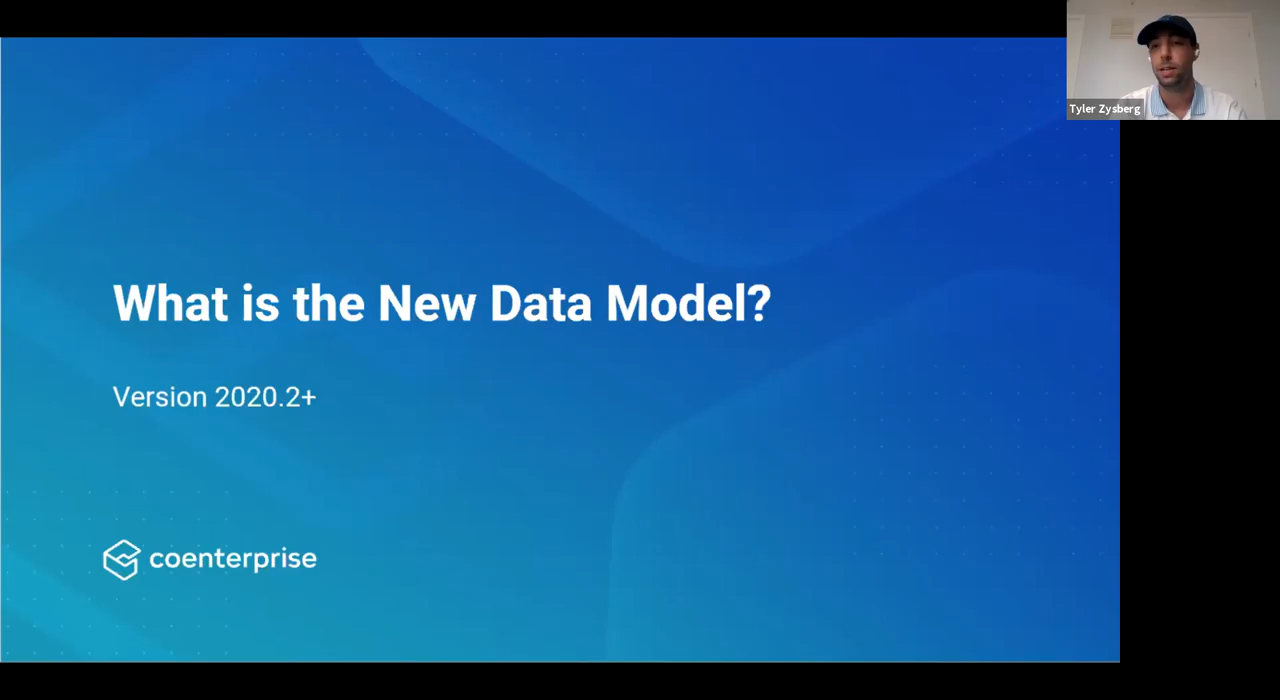 Tyler Zysberg
What is the New Data Model?
Version 2020.2+
coenterprise